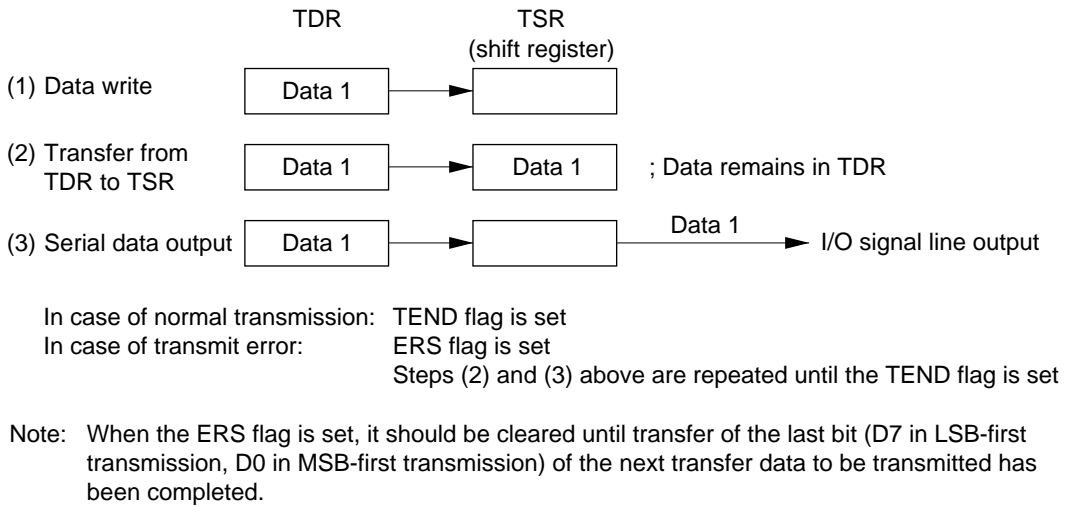 TDR TSR
(shift register)
(1) Data write Data 1
(2) Transfer from
TDR to TSR Data 1 Data 1 ; Data remains in TDR
(3) Serial data output Data 1 Data 1 I/O signal line output
In case of normal transmission: TEND flag is set
In case of transmit error: ERS flag is set
Steps (2) and (3) above are repeated until the TEND flag is set
Note: When the ERS flag is set, it should be cleared until transfer of the last bit (D7 in LSB-first
transmission, D0 in MSB-first transmission) of the next transfer data to be transmitted has
been completed.